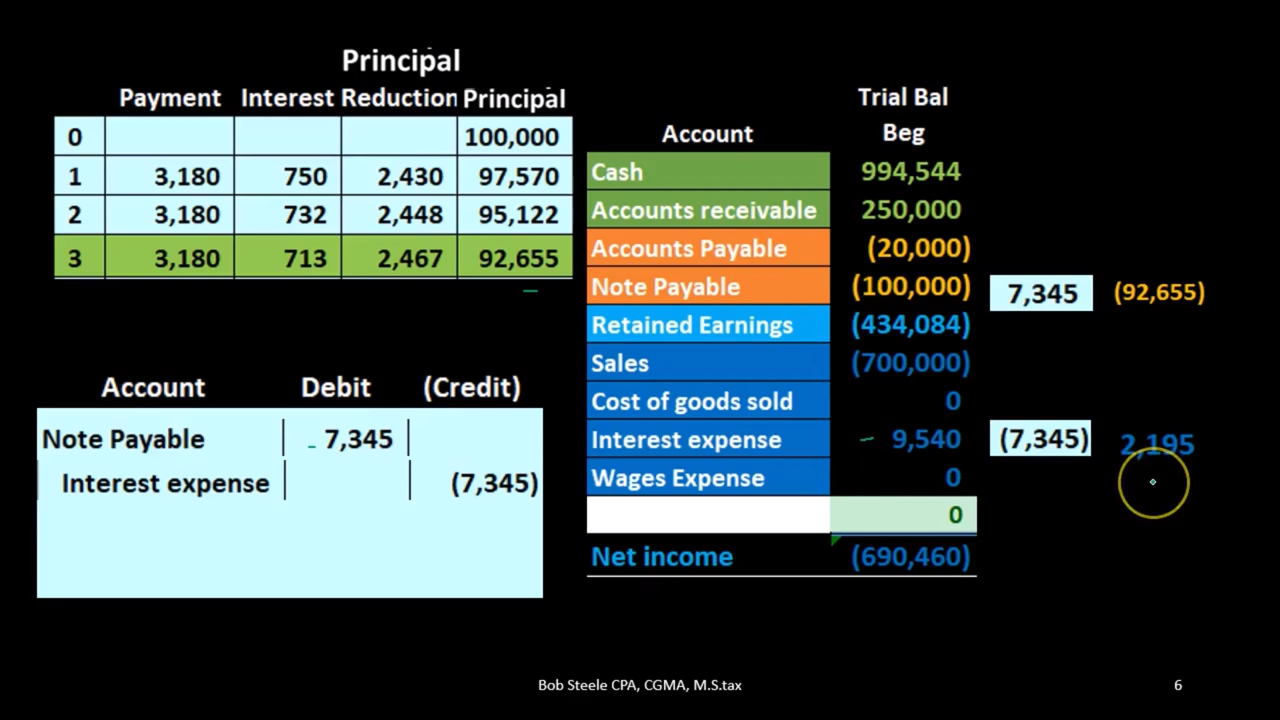 Principal
Payment Interest Reduction Principal
0 100,000
1 3,180 750 2,430 97,570
2 3,180 732 2,448 95,122
3 3,180 713 2,467 92,655
Account Debit (Credit)
Note Payable 7,345
Interest expense (7,345)
Trial Bal
Account Beg
Cash 994,544
Accounts receivable 250,000
Accounts Payable (20,000)
Note Payable (100,000) 7,345 (92,655)
Retained Earnings (434,084)
Sales (700,000)
Cost of goods sold 0
Interest expense 9,540 (7,345) 2,195
Wages Expense 0
0
Net income (690,460)
Bob Steele CPA, CGMA, M.S.tax
6